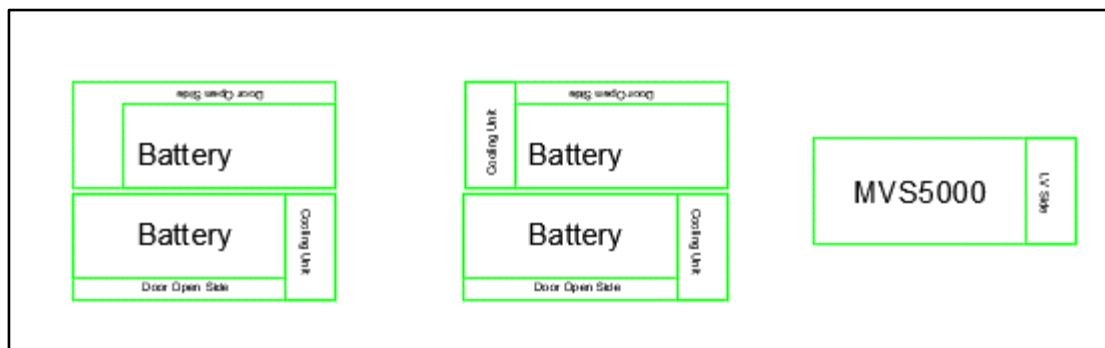 Door Open Side
Battery
Battery
Cooling Unit
Door Open Side
Door Open Side
Cooling Unit
Battery
Battery
Cooling Unit
Door Open Side
MVS5000
LV Side